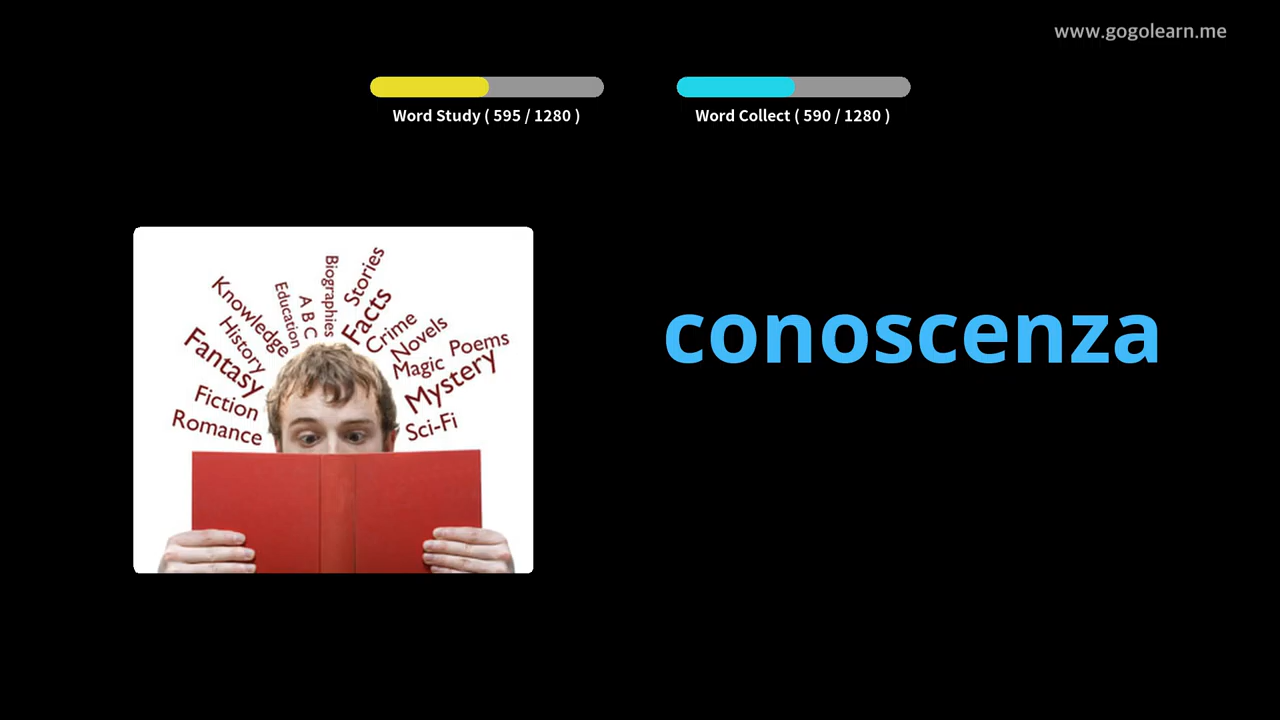 www.gogolearn.me
Word Study ( 595 / 1280 )
Word Collect ( 590 / 1280 )
Knowledge
Education
A B C
Biographies
Stories
Facts
Crime
Novels
Poems
History
Fantasy
Magic
Mystery
Fiction
Romance
Sci-Fi
conoscenza